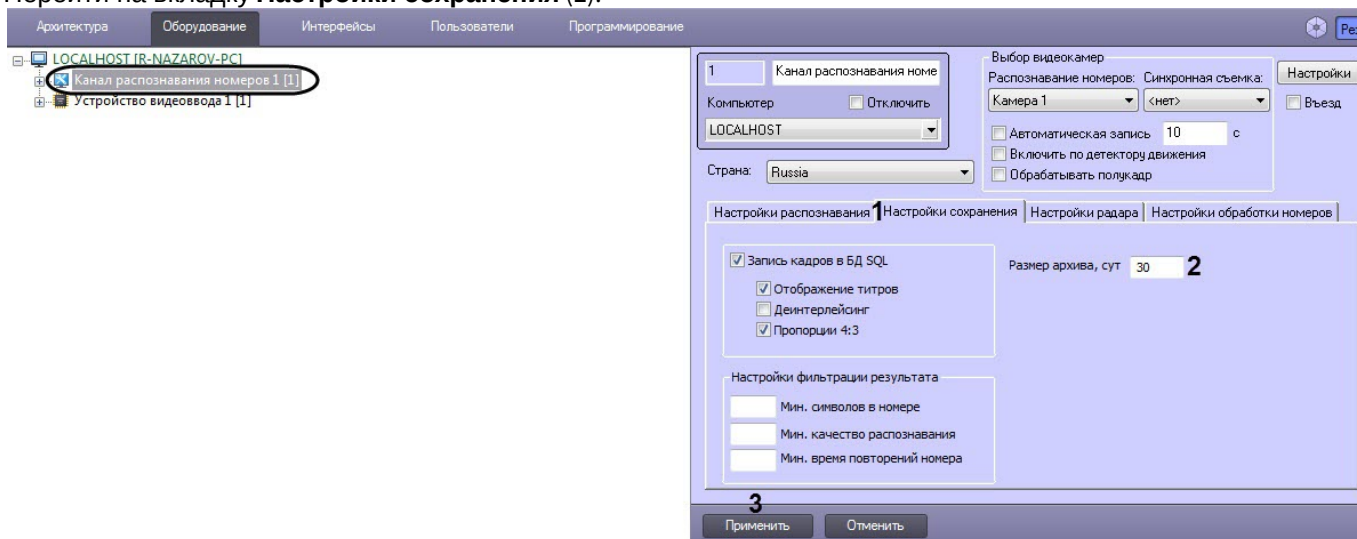 Перейти на вкладку Настройки сохранения (1).
Архитектура Оборудование Интерфейсы Пользователи Программирование
LOCALHOST [R-NAZAROV-PC]
Канал распознавания номеров 1 [1]
Устройство видеоввода 1 [1]
1 Канал распознавания номе
Компьютер Отключить
LOCALHOST
Страна: Russia
Выбор видеокамер
Распознавание номеров: Синхронная съемка:
Камера 1 <нет>
Автоматическая запись 10 с
Включить по детектору движения
Обрабатывать полукадр
Настройки
Въезд
Настройки распознавания 1 Настройки сохранения Настройки радара Настройки обработки номеров
Запись кадров в БД SQL
Отображение титров
Деинтерлейсинг
Пропорции 4:3
Размер архива, сут 30 2
Настройки фильтрации результата
Мин. символов в номере
Мин. качество распознавания
Мин. время повторений номера
3
Применить Отменить